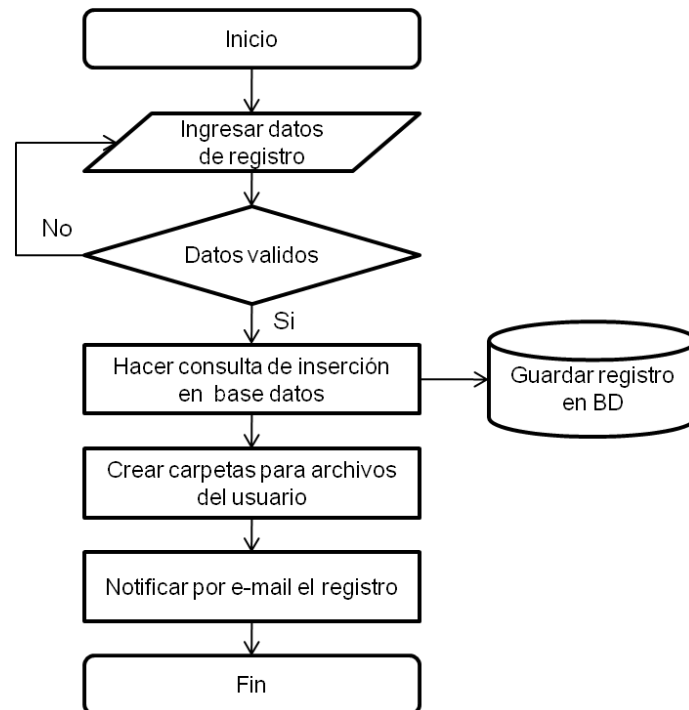 Inicio
Ingresar datos
de registro
No
Datos validos
Si
Hacer consulta de inserción
en base datos
Guardar registro
en BD
Crear carpetas para archivos
del usuario
Notificar por e-mail el registro
Fin